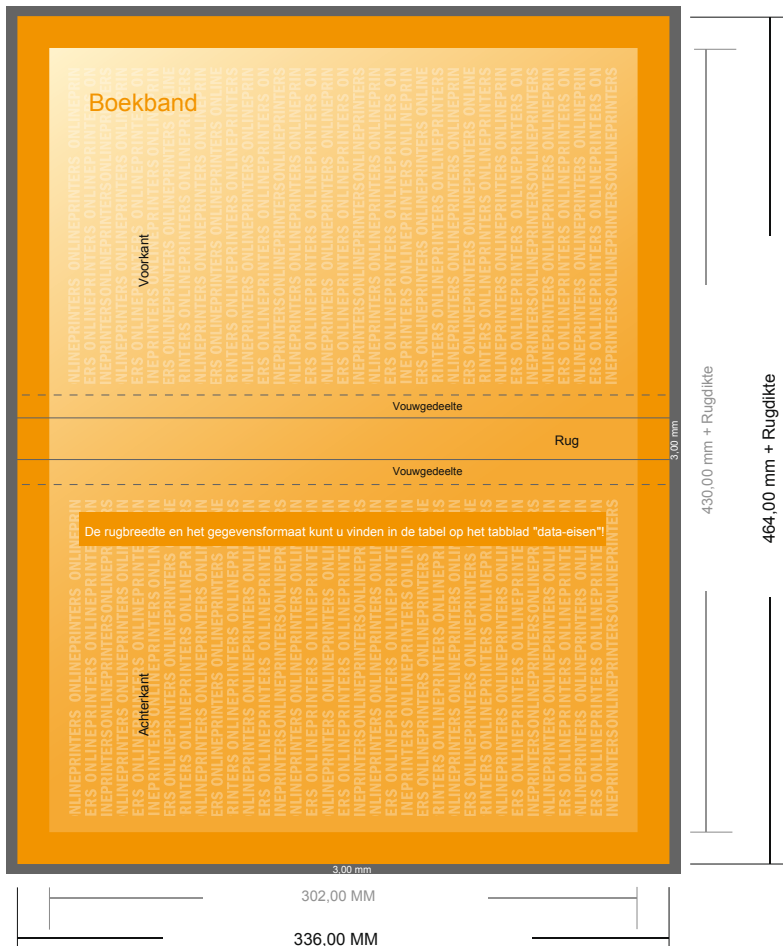 Boekband
Voorkant
Vouwgedeelte
Rug
Vouwgedeelte
De rugbreedte en het gegevensformaat kunt u vinden in de tabel op het tabblad "data-eisen"!
Achterkant
3,00 mm
430,00 mm + Rugdikte
464,00 mm + Rugdikte
3,00 mm
302,00 MM
336,00 MM